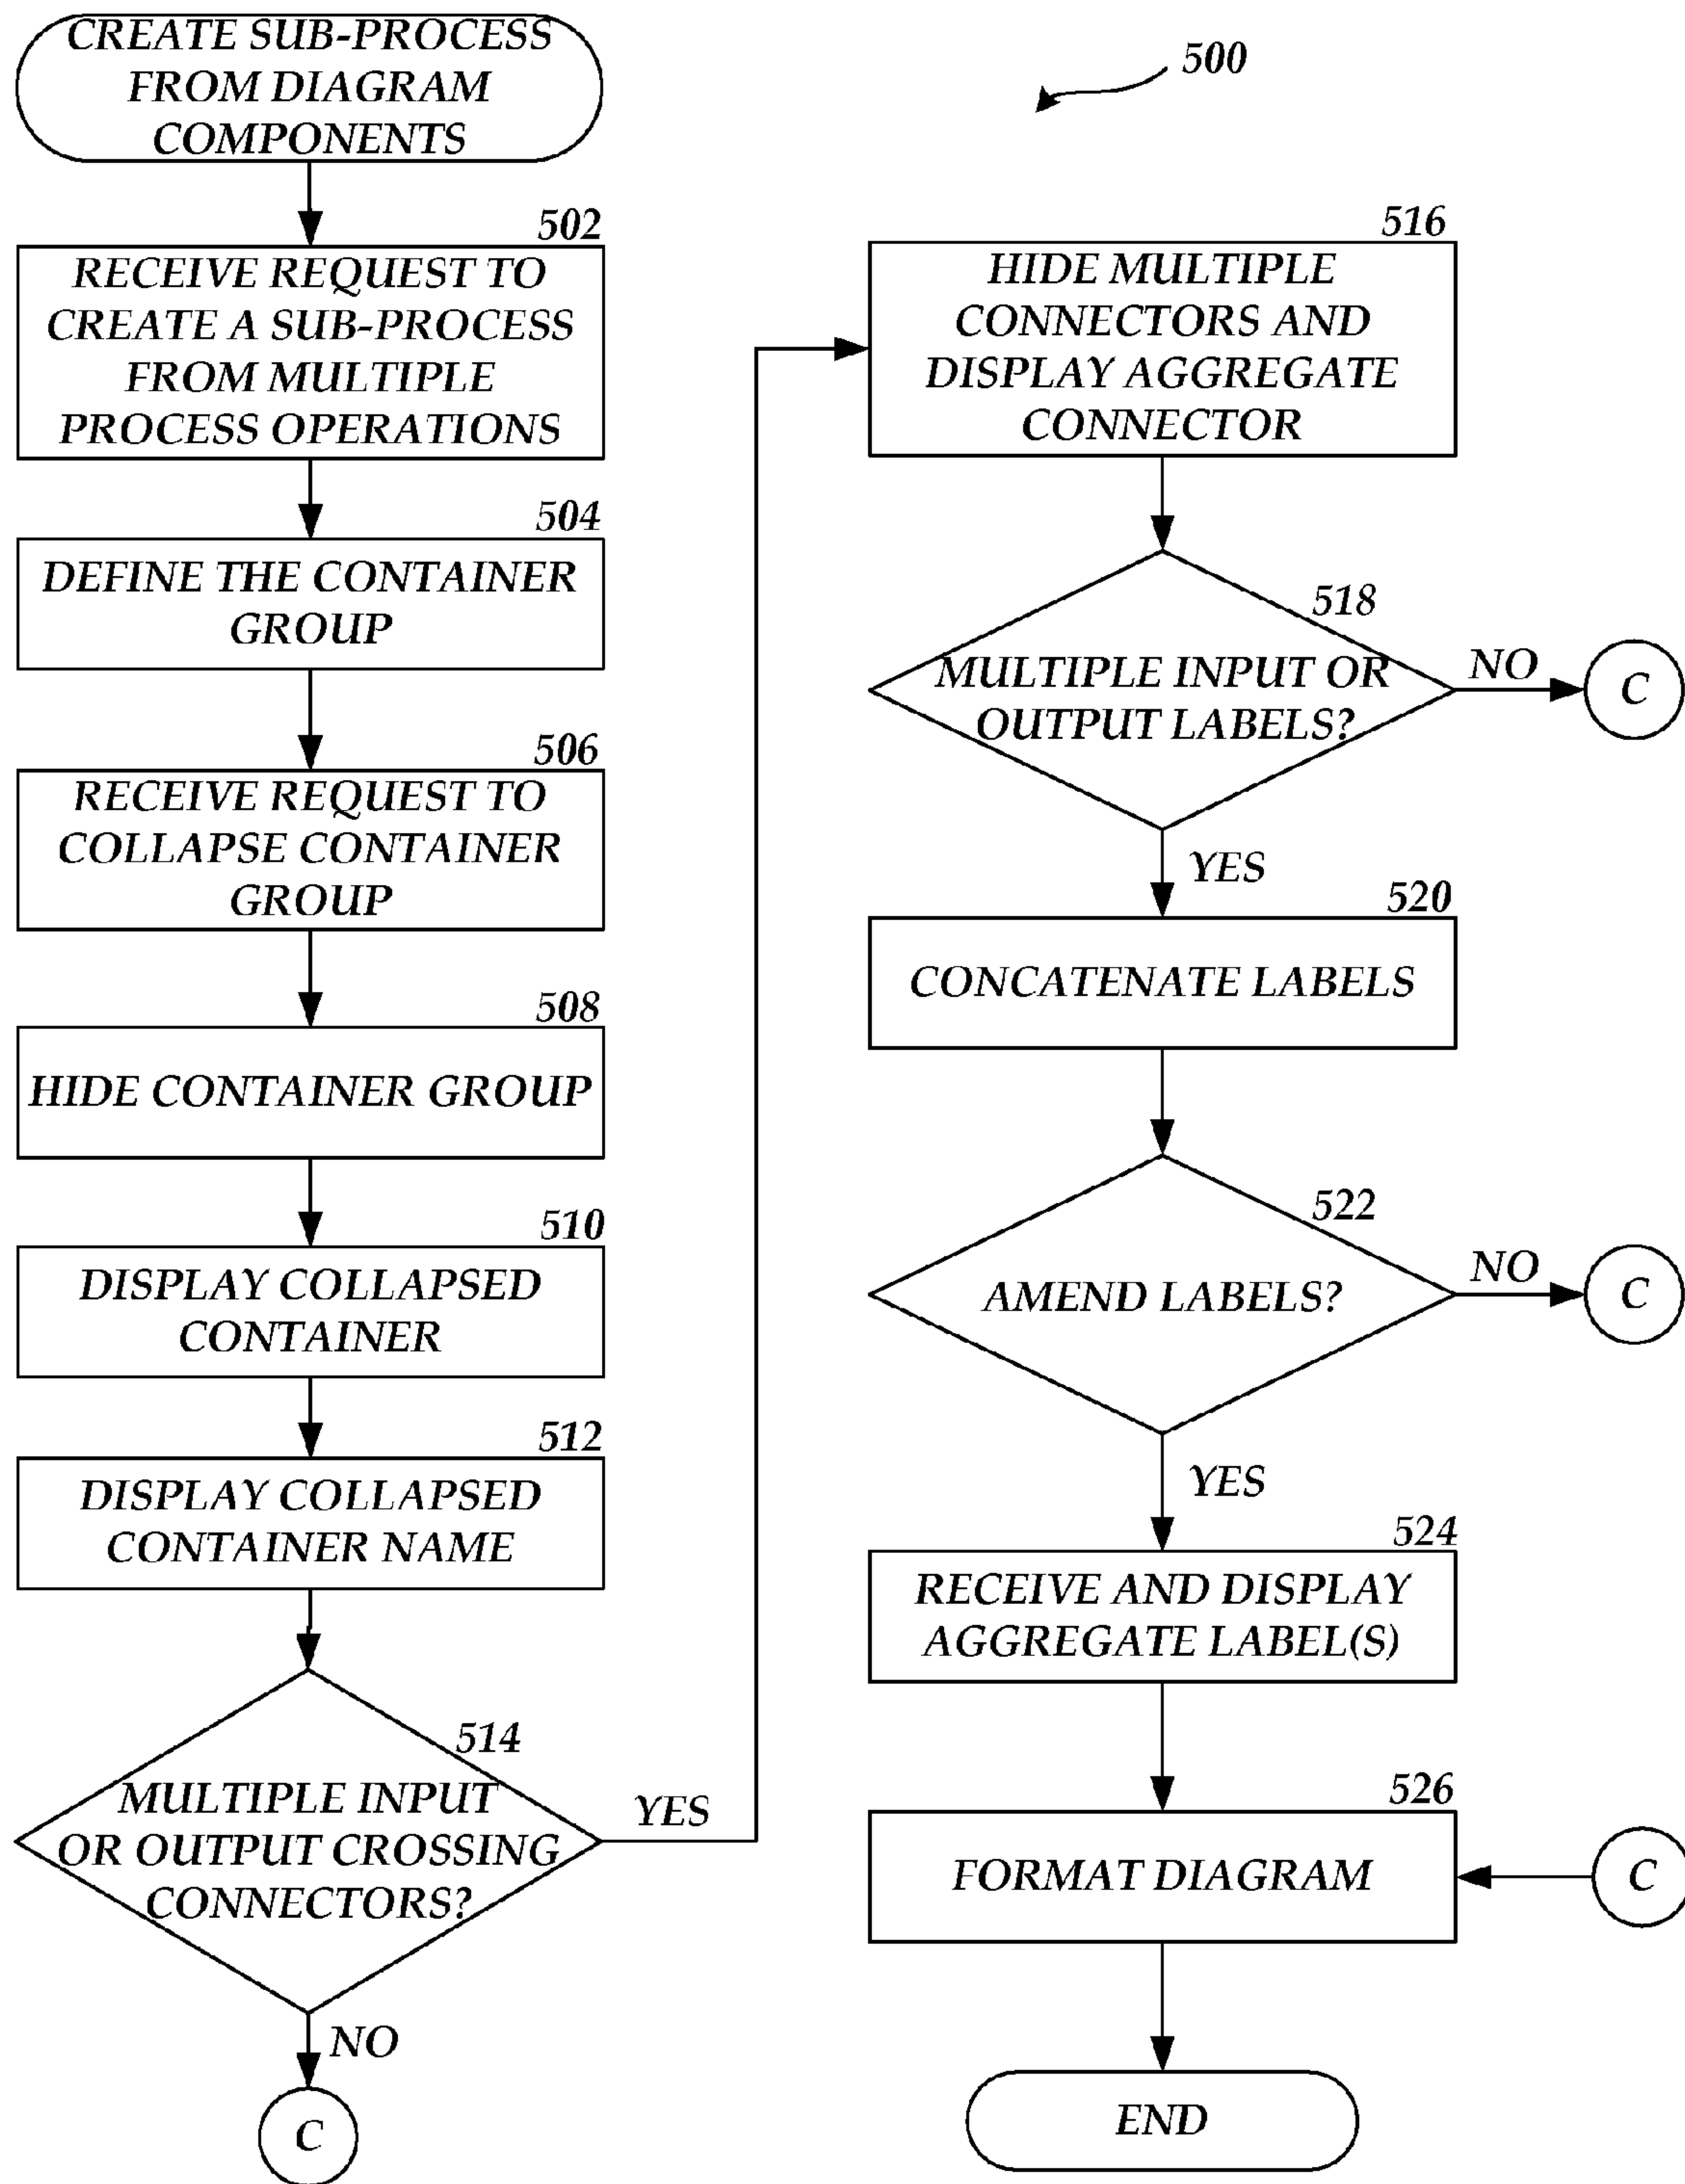 CREATE SUB-PROCESS
FROM DIAGRAM
COMPONENTS
500
502
RECEIVE REQUEST TO
CREATE A SUB-PROCESS
FROM MULTIPLE
PROCESS OPERATIONS
504
DEFINE THE CONTAINER
GROUP
506
RECEIVE REQUEST TO
COLLAPSE CONTAINER
GROUP
508
HIDE CONTAINER GROUP
510
DISPLAY COLLAPSED
CONTAINER
512
DISPLAY COLLAPSED
CONTAINER NAME
514
MULTIPLE INPUT
OR OUTPUT CROSSING
CONNECTORS?
YES
NO
C
516
HIDE MULTIPLE
CONNECTORS AND
DISPLAY AGGREGATE
CONNECTOR
518
MULTIPLE INPUT OR
OUTPUT LABELS?
NO
C
YES
520
CONCATENATE LABELS
522
AMEND LABELS?
NO
C
YES
524
RECEIVE AND DISPLAY
AGGREGATE LABEL(S)
526
FORMAT DIAGRAM
C
END